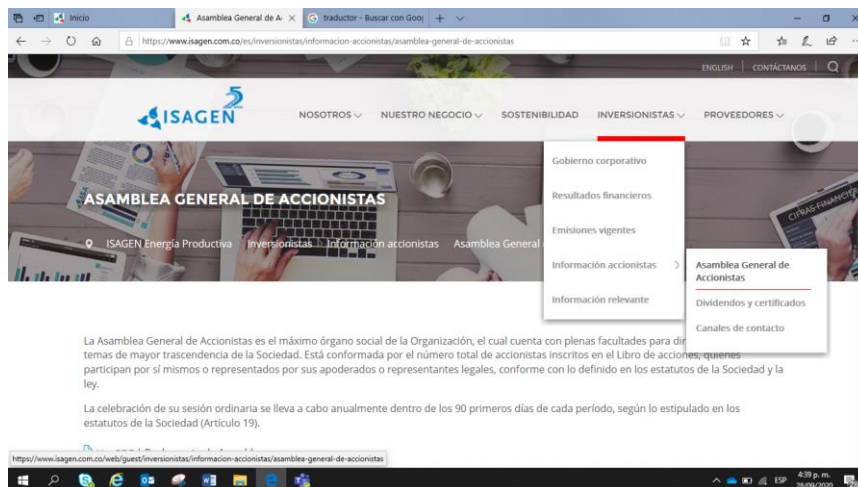 Inicio
Asamblea General de A
traductor - Buscar con Goog
https://www.isagen.com.co/es/inversionistas/informacion-accionistas/asamblea-general-de-accionistas
ENGLISH | CONTÁCTANOS
ISAGEN
NOSOTROS NUESTRO NEGOCIO SOSTENIBILIDAD INVERSIONISTAS PROVEEDORES
Gobierno corporativo
Resultados financieros
Emisiones vigentes
Información accionistas
Información relevante
Asamblea General de
Accionistas
Dividendos y certificados
Canales de contacto
ASAMBLEA GENERAL DE ACCIONISTAS
ISAGEN Energía Productiva Inversionistas Información accionistas Asamblea General
La Asamblea General de Accionistas es el máximo órgano social de la Organización, el cual cuenta con plenas facultades para
temas de mayor trascendencia de la Sociedad. Está conformada por el número total de accionistas inscritos en el Libro de acciones, quienes
participan por sí mismos o representados por sus apoderados o representantes legales, conforme con lo definido en los estatutos de la Sociedad y la
ley.
La celebración de su sesión ordinaria se lleva a cabo anualmente dentro de los 90 primeros días de cada período, según lo estipulado en los
estatutos de la Sociedad (Artículo 19).
https://www.isagen.com.co/web/guest/inversionistas/informacion-accionistas/asamblea-general-de-accionistas
ESP
4:39 p. m.
28/09/2020